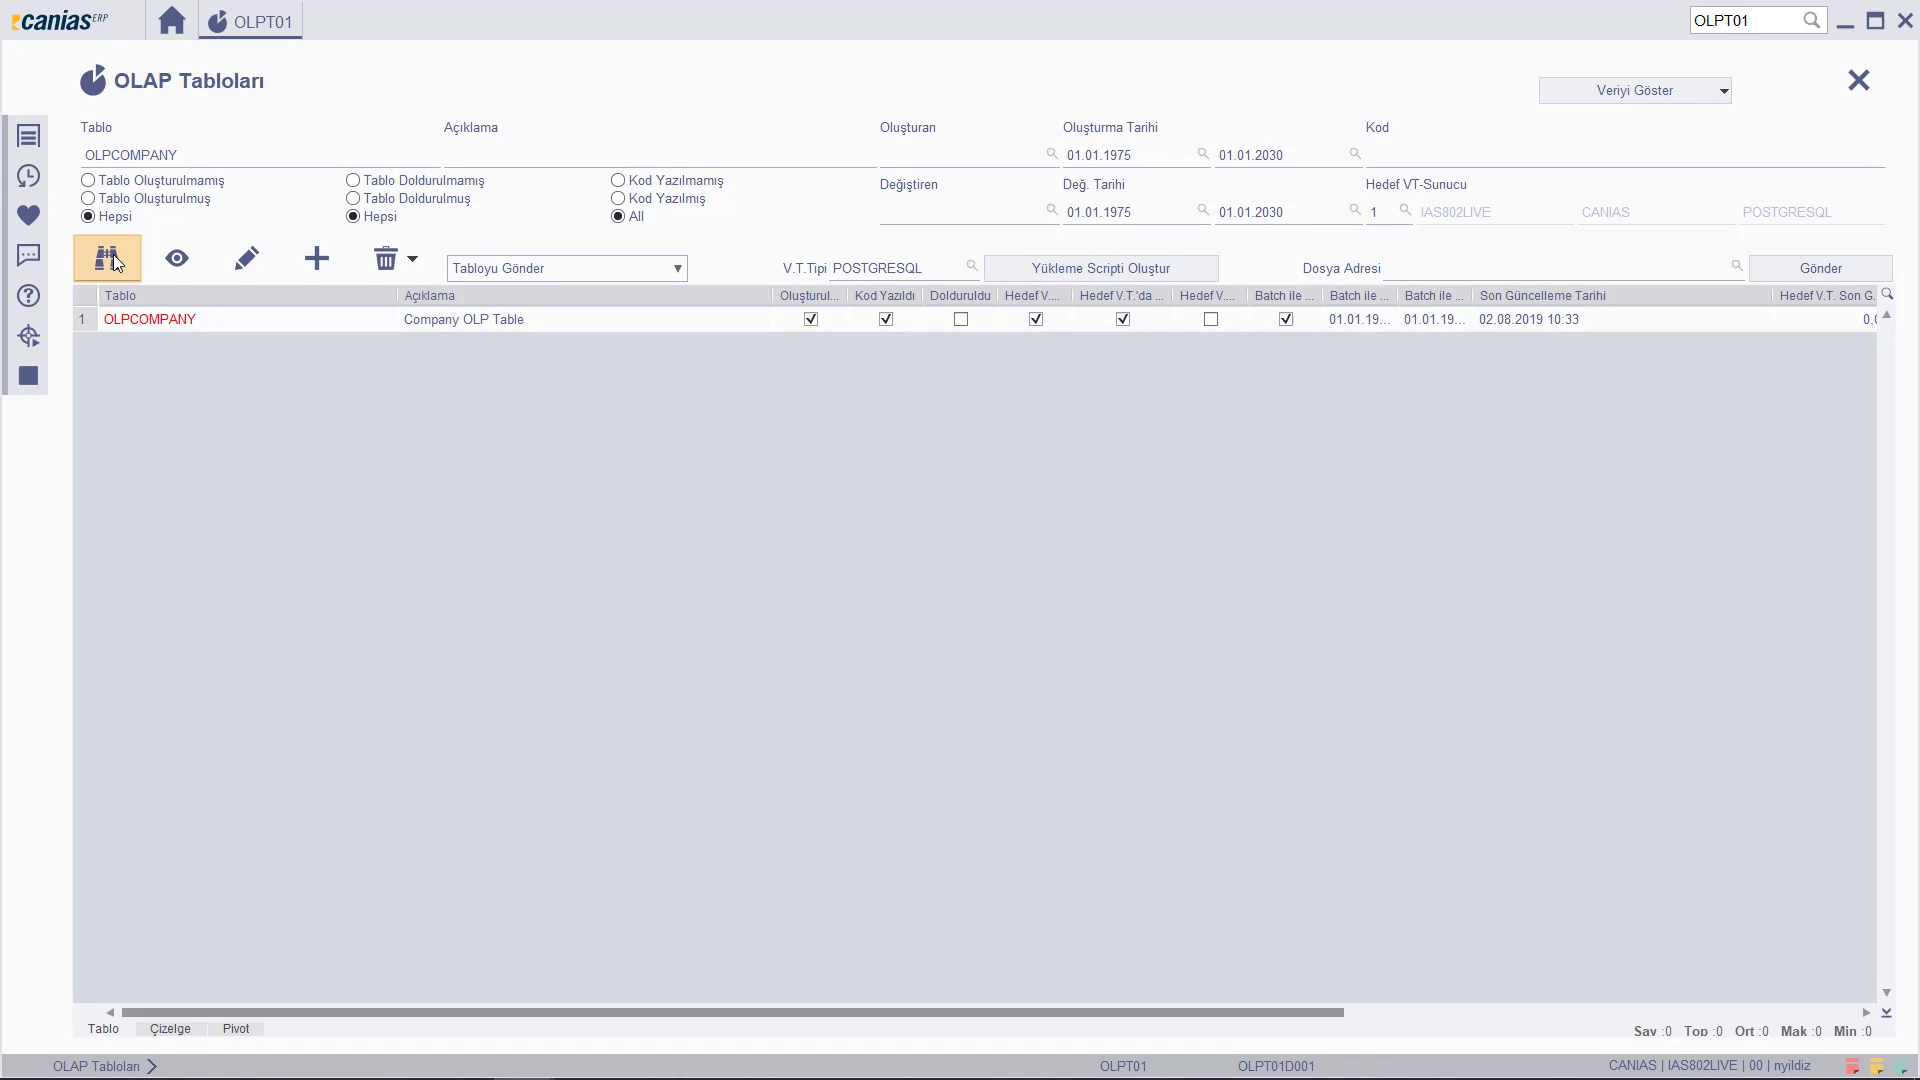 canias ERP OLPT01 OLPT01
OLAP Tabloları
Veriyi Göster
Tablo Açıklama Oluşturan Oluşturma Tarihi Kod
OLPCOMPANY 01.01.1975 01.01.2030
Tablo Oluşturulmamış Tablo Doldurulmamış Kod Yazılmamış Değiştiren Değ. Tarihi Hedef VT-Sunucu
Tablo Oluşturulmuş Tablo Doldurulmuş Kod Yazılmış
Hepsi Hepsi All 01.01.1975 01.01.2030 1 IAS802LIVE CANIAS POSTGRESQL
Tabloyu Gönder V.T.Tipi POSTGRESQL Yükleme Scripti Oluştur Dosya Adresi Gönder
Tablo Açıklama Oluşturul... Kod Yazıldı Dolduruldu Hedef V.... Hedef V.T.'da ... Hedef V.... Batch ile ... Batch ile ... Batch ile ... Son Güncelleme Tarihi Hedef V.T. Son G.
1 OLPCOMPANY Company OLP Table 01.01.19... 01.01.19... 02.08.2019 10:33 0,
Tablo Çizelge Pivot
Say :0 Top :0 Ort :0 Mak :0 Min :0
OLAP Tabloları OLPT01 OLPT01D001 CANIAS | IAS802LIVE | 00 | nyildiz